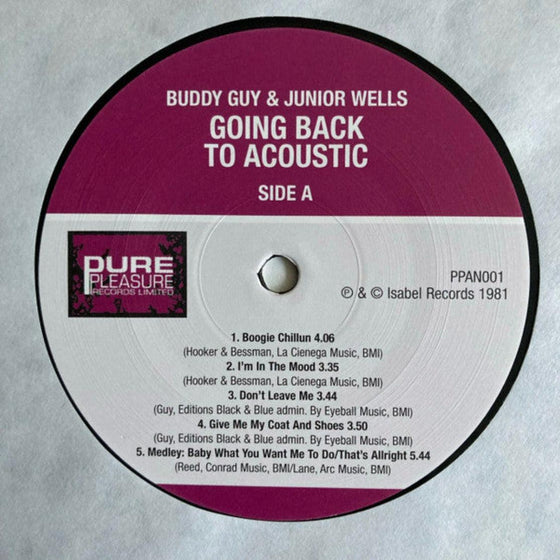 BUDDY GUY & JUNIOR WELLS
GOING BACK
TO ACOUSTIC
SIDE A
PURE
PLEASURE
RECORDS LIMITED
PPAN001
℗ & © Isabel Records 1981
1. Boogie Chillun 4.06
(Hooker & Bessman, La Cienega Music, BMI)
2. I'm In The Mood 3.35
(Hooker & Bessman, La Cienega Music, BMI)
3. Don't Leave Me 3.44
(Guy, Editions Black & Blue admin. By Eyeball Music, BMI)
4. Give Me My Coat And Shoes 3.50
(Guy, Editions Black & Blue admin. By Eyeball Music, BMI)
5. Medley: Baby What You Want Me To Do/That's Allright 5.44
(Reed, Conrad Music, BMI/Lane, Arc Music, BMI)